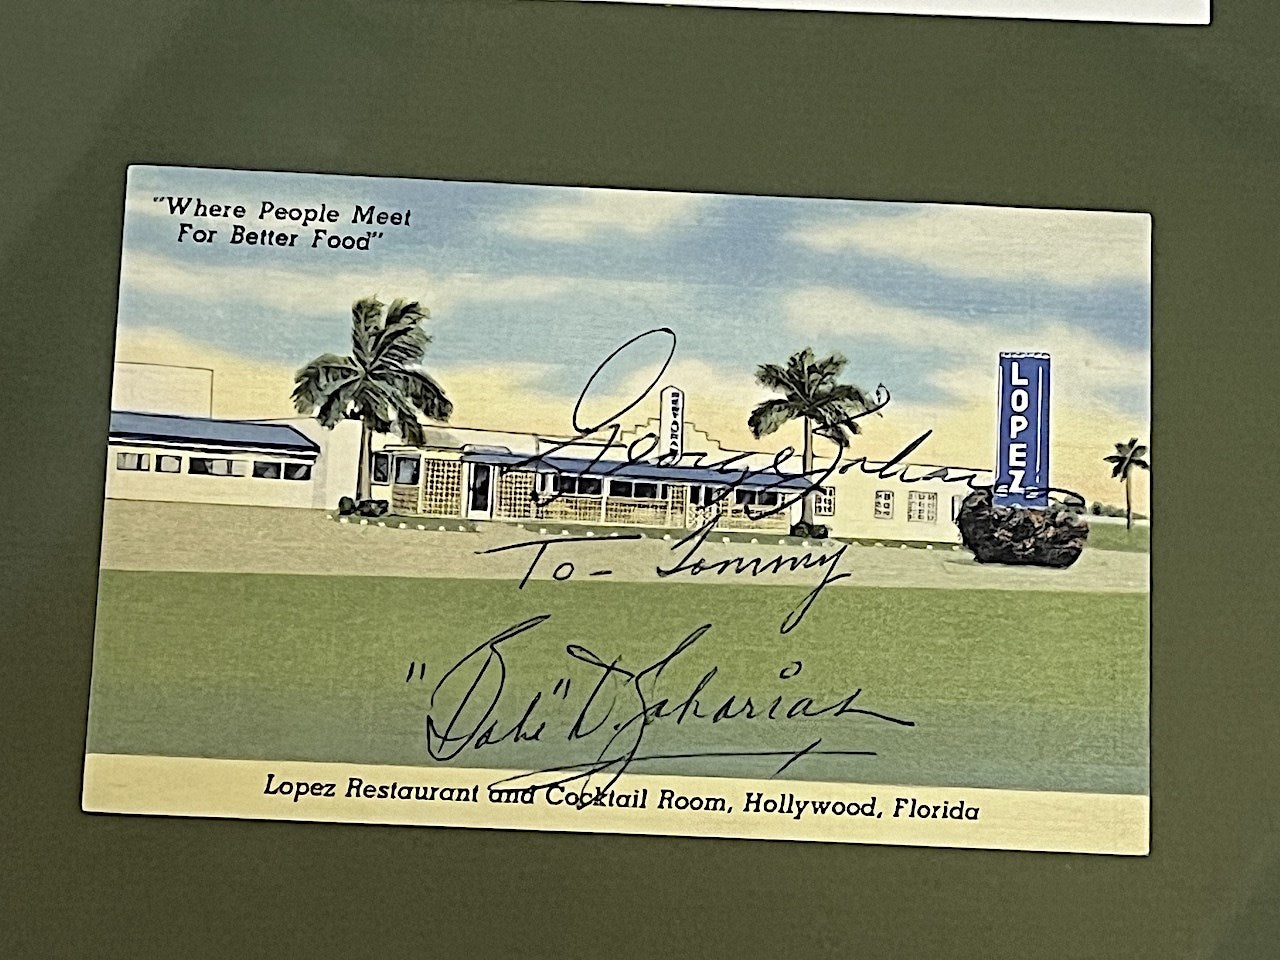 "Where People Meet
For Better Food"
RESTAURANT
LOPEZ
George Zaharias
To - Tommy
"Babe" D. Zaharias
Lopez Restaurant and Cocktail Room, Hollywood, Florida